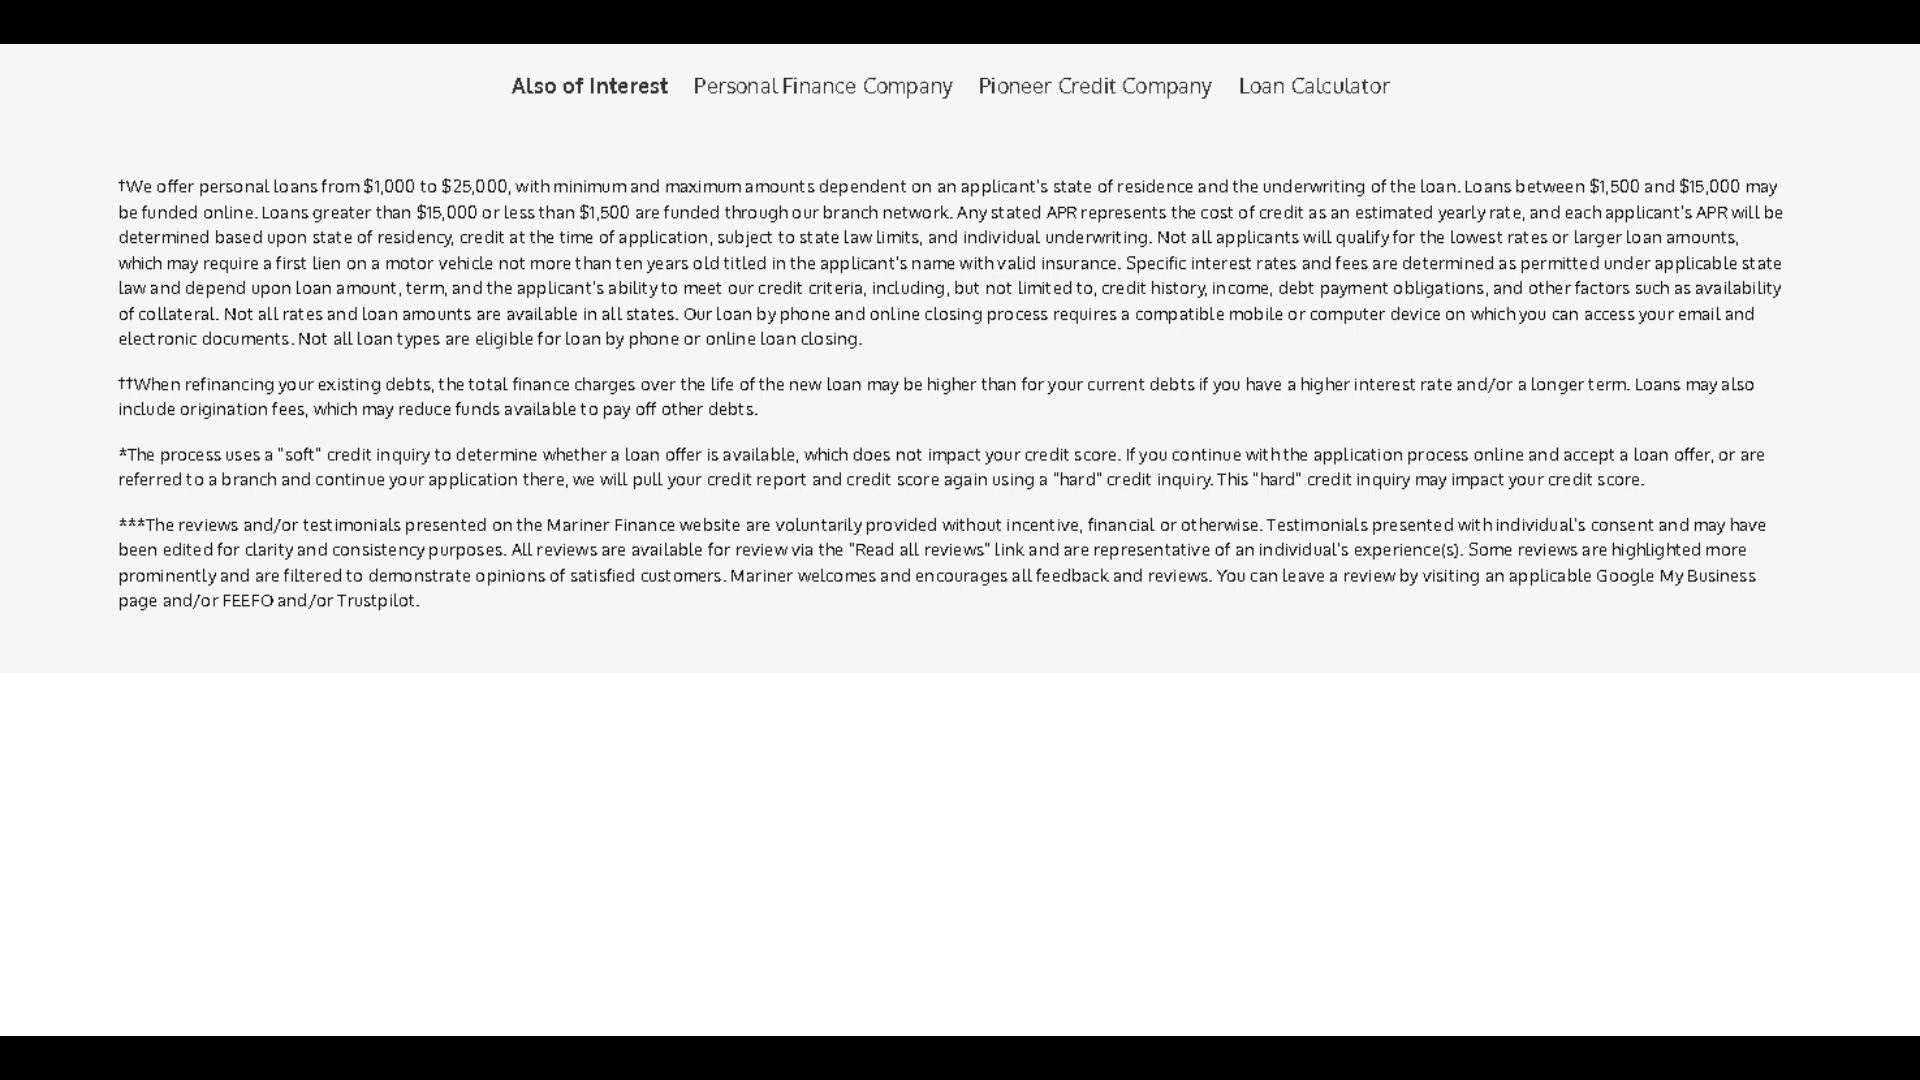 Also of Interest Personal Finance Company Pioneer Credit Company Loan Calculator
†We offer personal loans from $1,000 to $25,000, with minimum and maximum amounts dependent on an applicant's state of residence and the underwriting of the loan. Loans between $1,500 and $15,000 may
be funded online. Loans greater than $15,000 or less than $1,500 are funded through our branch network. Any stated APR represents the cost of credit as an estimated yearly rate, and each applicant's APR will be
determined based upon state of residency, credit at the time of application, subject to state law limits, and individual underwriting. Not all applicants will qualify for the lowest rates or larger loan amounts,
which may require a first lien on a motor vehicle not more than ten years old titled in the applicant's name with valid insurance. Specific interest rates and fees are determined as permitted under applicable state
law and depend upon loan amount, term, and the applicant's ability to meet our credit criteria, including, but not limited to, credit history, income, debt payment obligations, and other factors such as availability
of collateral. Not all rates and loan amounts are available in all states. Our loan by phone and online closing process requires a compatible mobile or computer device on which you can access your email and
electronic documents. Not all loan types are eligible for loan by phone or online loan closing.
††When refinancing your existing debts, the total finance charges over the life of the new loan may be higher than for your current debts if you have a higher interest rate and/or a longer term. Loans may also
include origination fees, which may reduce funds available to pay off other debts.
*The process uses a "soft" credit inquiry to determine whether a loan offer is available, which does not impact your credit score. If you continue with the application process online and accept a loan offer, or are
referred to a branch and continue your application there, we will pull your credit report and credit score again using a "hard" credit inquiry. This "hard" credit inquiry may impact your credit score.
***The reviews and/or testimonials presented on the Mariner Finance website are voluntarily provided without incentive, financial or otherwise. Testimonials presented with individual's consent and may have
been edited for clarity and consistency purposes. All reviews are available for review via the "Read all reviews" link and are representative of an individual's experience(s). Some reviews are highlighted more
prominently and are filtered to demonstrate opinions of satisfied customers. Mariner welcomes and encourages all feedback and reviews. You can leave a review by visiting an applicable Google My Business
page and/or FEEFO and/or Trustpilot.